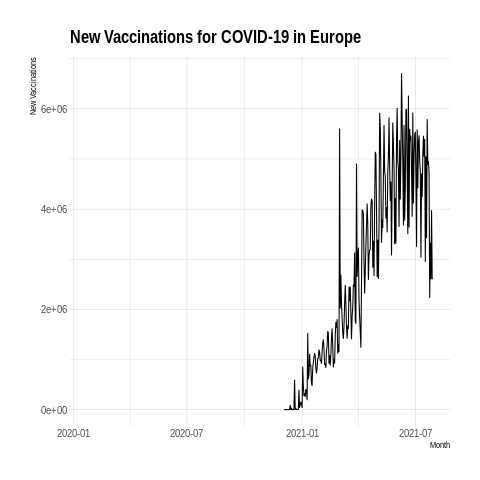 New Vaccinations for COVID-19 in Europe
New Vaccinations
6e+06
4e+06
2e+06
0e+00
2020-01
2020-07
2021-01
2021-07
Month